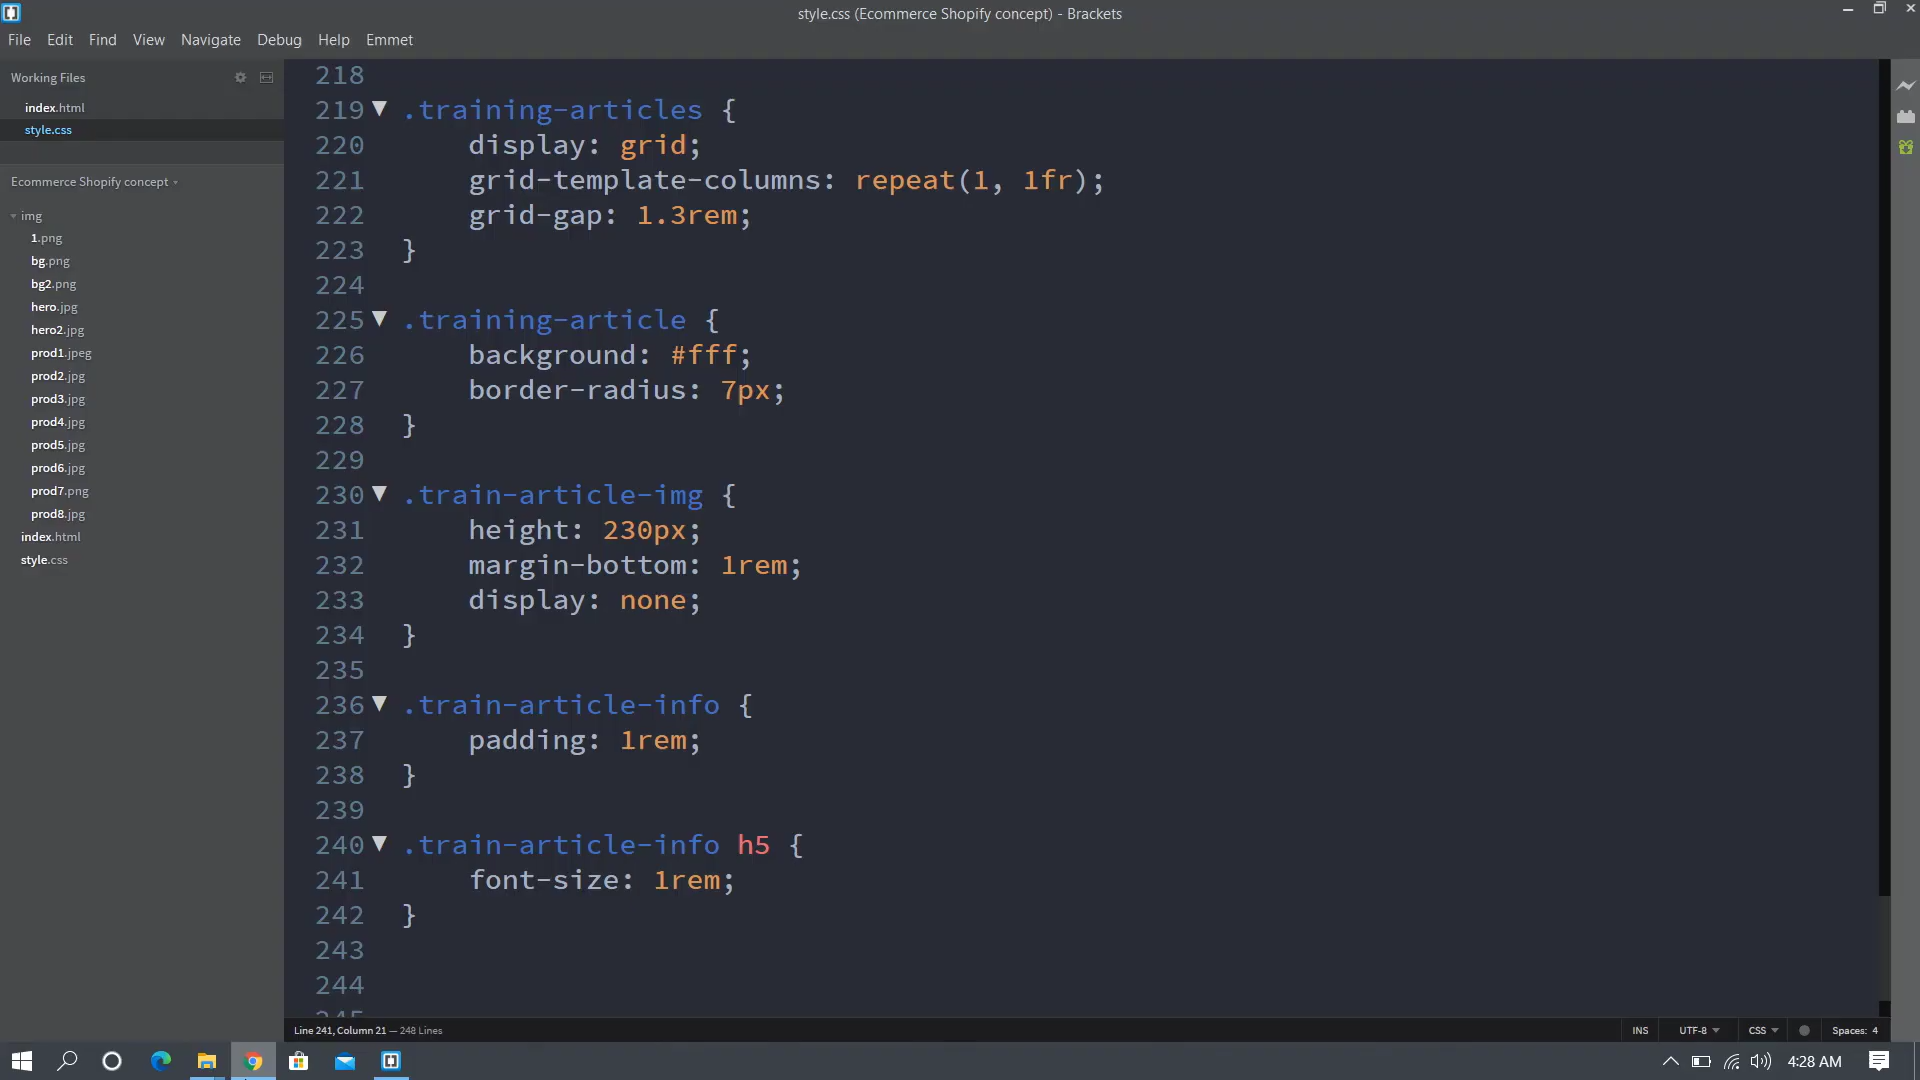 style.css (Ecommerce Shopify concept) - Brackets
File Edit Find View Navigate Debug Help Emmet
Working Files
index.html
style.css
Ecommerce Shopify concept
img
1.png
bg.png
bg2.png
hero.jpg
hero2.jpg
prod1.jpeg
prod2.jpg
prod3.jpg
prod4.jpg
prod5.jpg
prod6.jpg
prod7.png
prod8.jpg
index.html
style.css
218
219 .training-articles {
220 display: grid;
221 grid-template-columns: repeat(1, 1fr);
222 grid-gap: 1.3rem;
223 }
224
225 .training-article {
226 background: #fff;
227 border-radius: 7px;
228 }
229
230 .train-article-img {
231 height: 230px;
232 margin-bottom: 1rem;
233 display: none;
234 }
235
236 .train-article-info {
237 padding: 1rem;
238 }
239
240 .train-article-info h5 {
241 font-size: 1rem;
242 }
243
244
245
Line 241, Column 21 — 248 Lines
INS UTF-8 CSS Spaces: 4
4:28 AM